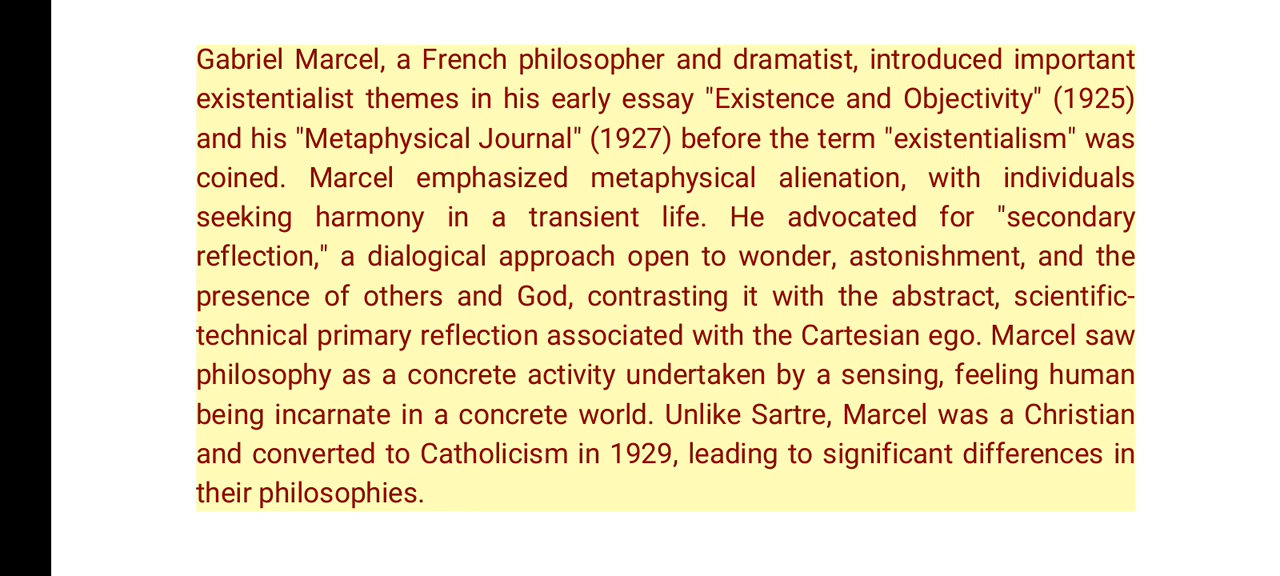 Gabriel Marcel, a French philosopher and dramatist, introduced important
existentialist themes in his early essay "Existence and Objectivity" (1925)
and his "Metaphysical Journal" (1927) before the term "existentialism" was
coined. Marcel emphasized metaphysical alienation, with individuals
seeking harmony in a transient life. He advocated for "secondary
reflection," a dialogical approach open to wonder, astonishment, and the
presence of others and God, contrasting it with the abstract, scientific-
technical primary reflection associated with the Cartesian ego. Marcel saw
philosophy as a concrete activity undertaken by a sensing, feeling human
being incarnate in a concrete world. Unlike Sartre, Marcel was a Christian
and converted to Catholicism in 1929, leading to significant differences in
their philosophies.